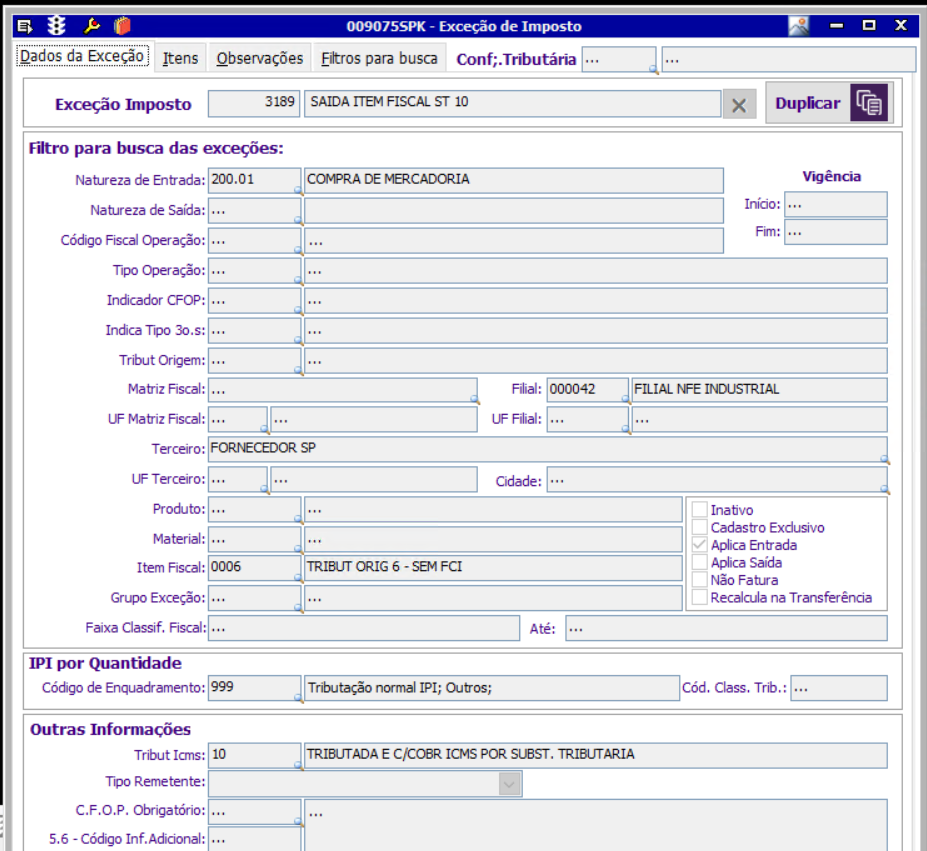 009075SPK - Exceção de Imposto
Dados da Exceção Itens Observações Filtros para busca Conf;.Tributária ... ...
Exceção Imposto 3189 SAIDA ITEM FISCAL ST 10 Duplicar
Filtro para busca das exceções:
Natureza de Entrada: 200.01 COMPRA DE MERCADORIA Vigência
Natureza de Saída: ... Início: ...
Código Fiscal Operação: ... ... Fim: ...
Tipo Operação: ... ...
Indicador CFOP: ... ...
Indica Tipo 3o.s: ... ...
Tribut Origem: ... ...
Matriz Fiscal: ... Filial: 000042 FILIAL NFE INDUSTRIAL
UF Matriz Fiscal: ... ... UF Filial: ... ...
Terceiro: FORNECEDOR SP
UF Terceiro: ... ... Cidade: ...
Produto: ... ... Inativo
Cadastro Exclusivo
Material: ... ... Aplica Entrada
Item Fiscal: 0006 TRIBUT ORIG 6 - SEM FCI Aplica Saída
Não Fatura
Grupo Exceção: ... ... Recalcula na Transferência
Faixa Classif. Fiscal: ... Até: ...
IPI por Quantidade
Código de Enquadramento: 999 Tributação normal IPI; Outros; Cód. Class. Trib.: ...
Outras Informações
Tribut Icms: 10 TRIBUTADA E C/COBR ICMS POR SUBST. TRIBUTARIA
Tipo Remetente:
C.F.O.P. Obrigatório: ... ...
5.6 - Código Inf.Adicional: ...